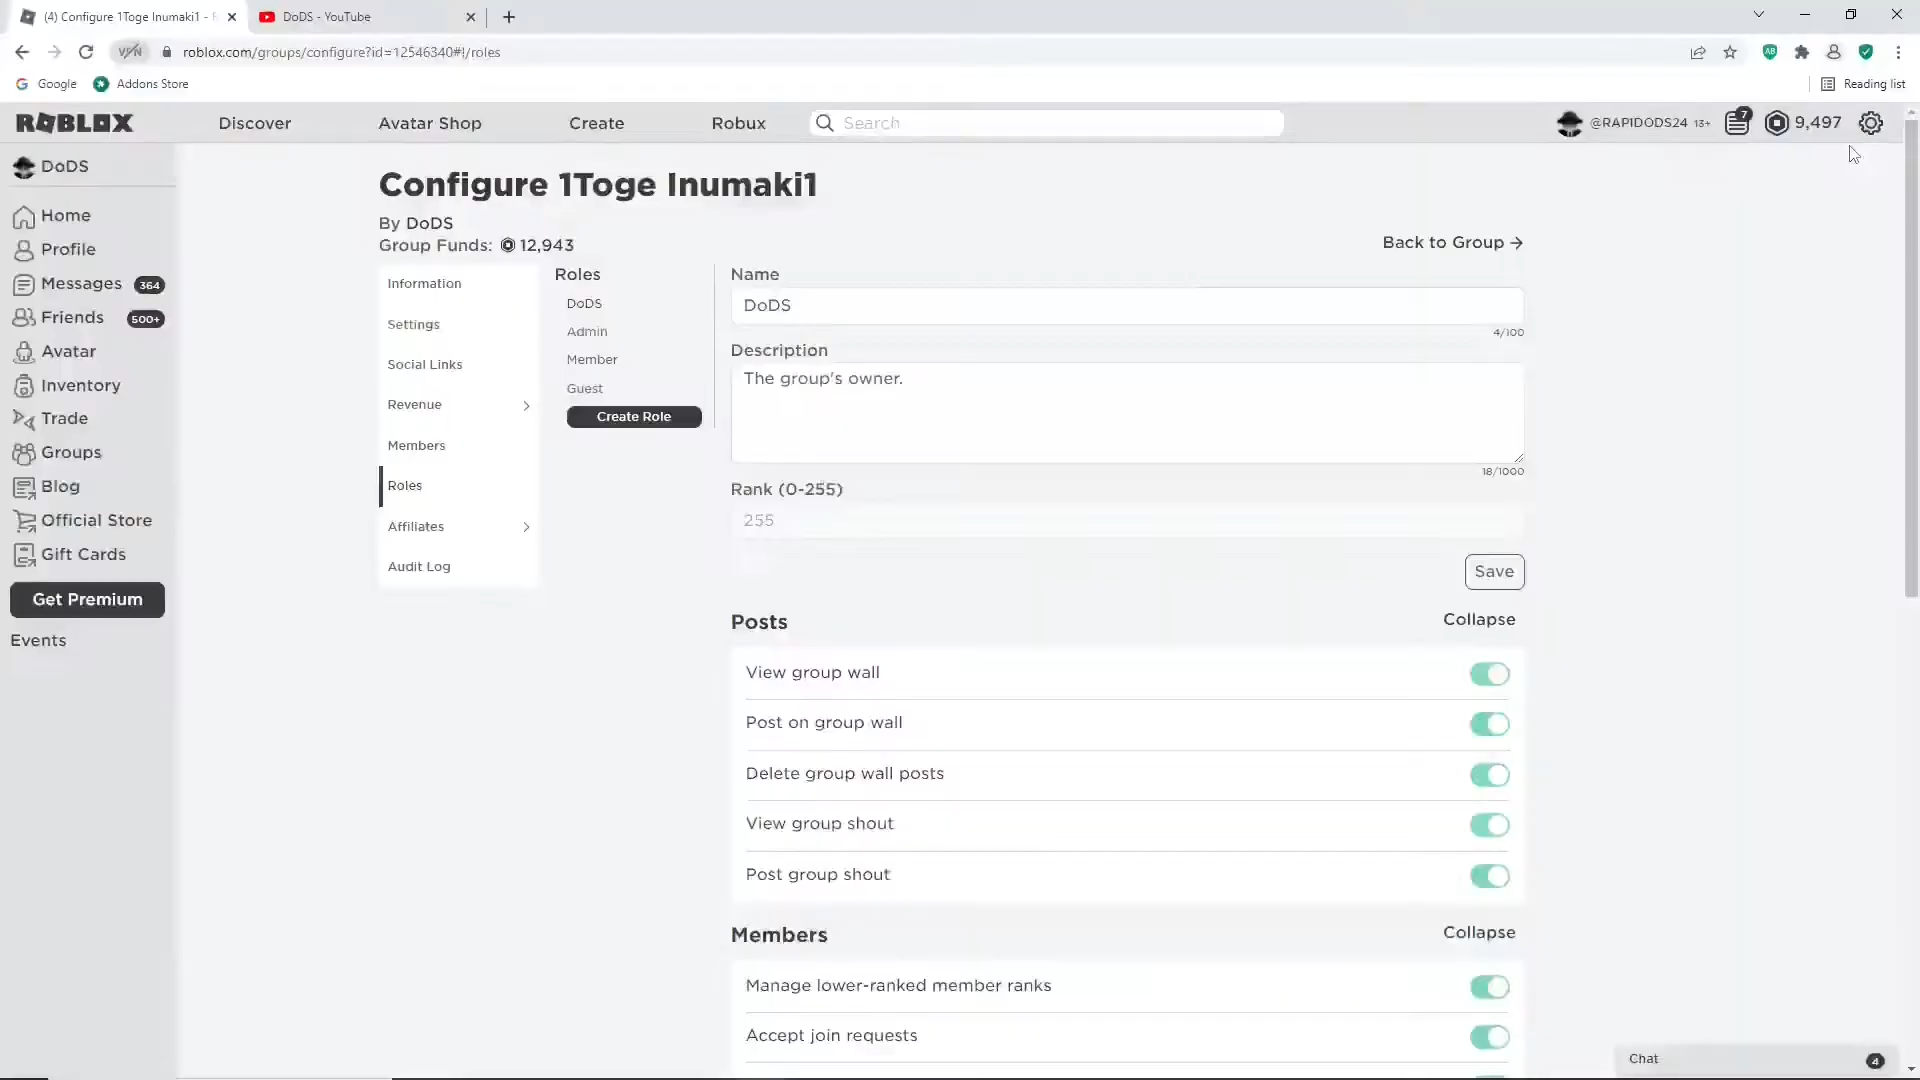 (4) Configure 1Toge Inumaki1 -
DoDS - YouTube
VPN
roblox.com/groups/configure?id=12546340#!/roles
Google
Addons Store
Reading list
ROBLOX
Discover
Avatar Shop
Create
Robux
Search
@RAPIDODS24 13+
7
9,497
DoDS
Home
Profile
Messages 364
Friends 500+
Avatar
Inventory
Trade
Groups
Blog
Official Store
Gift Cards
Get Premium
Events
Configure 1Toge Inumaki1
By DoDS
Group Funds: 12,943
Back to Group →
Information
Settings
Social Links
Revenue
Members
Roles
Affiliates
Audit Log
Roles
DoDS
Admin
Member
Guest
Create Role
Name
DoDS
4/100
Description
The group's owner.
18/1000
Rank (0-255)
255
Save
Posts
Collapse
View group wall
Post on group wall
Delete group wall posts
View group shout
Post group shout
Members
Collapse
Manage lower-ranked member ranks
Accept join requests
Chat
4